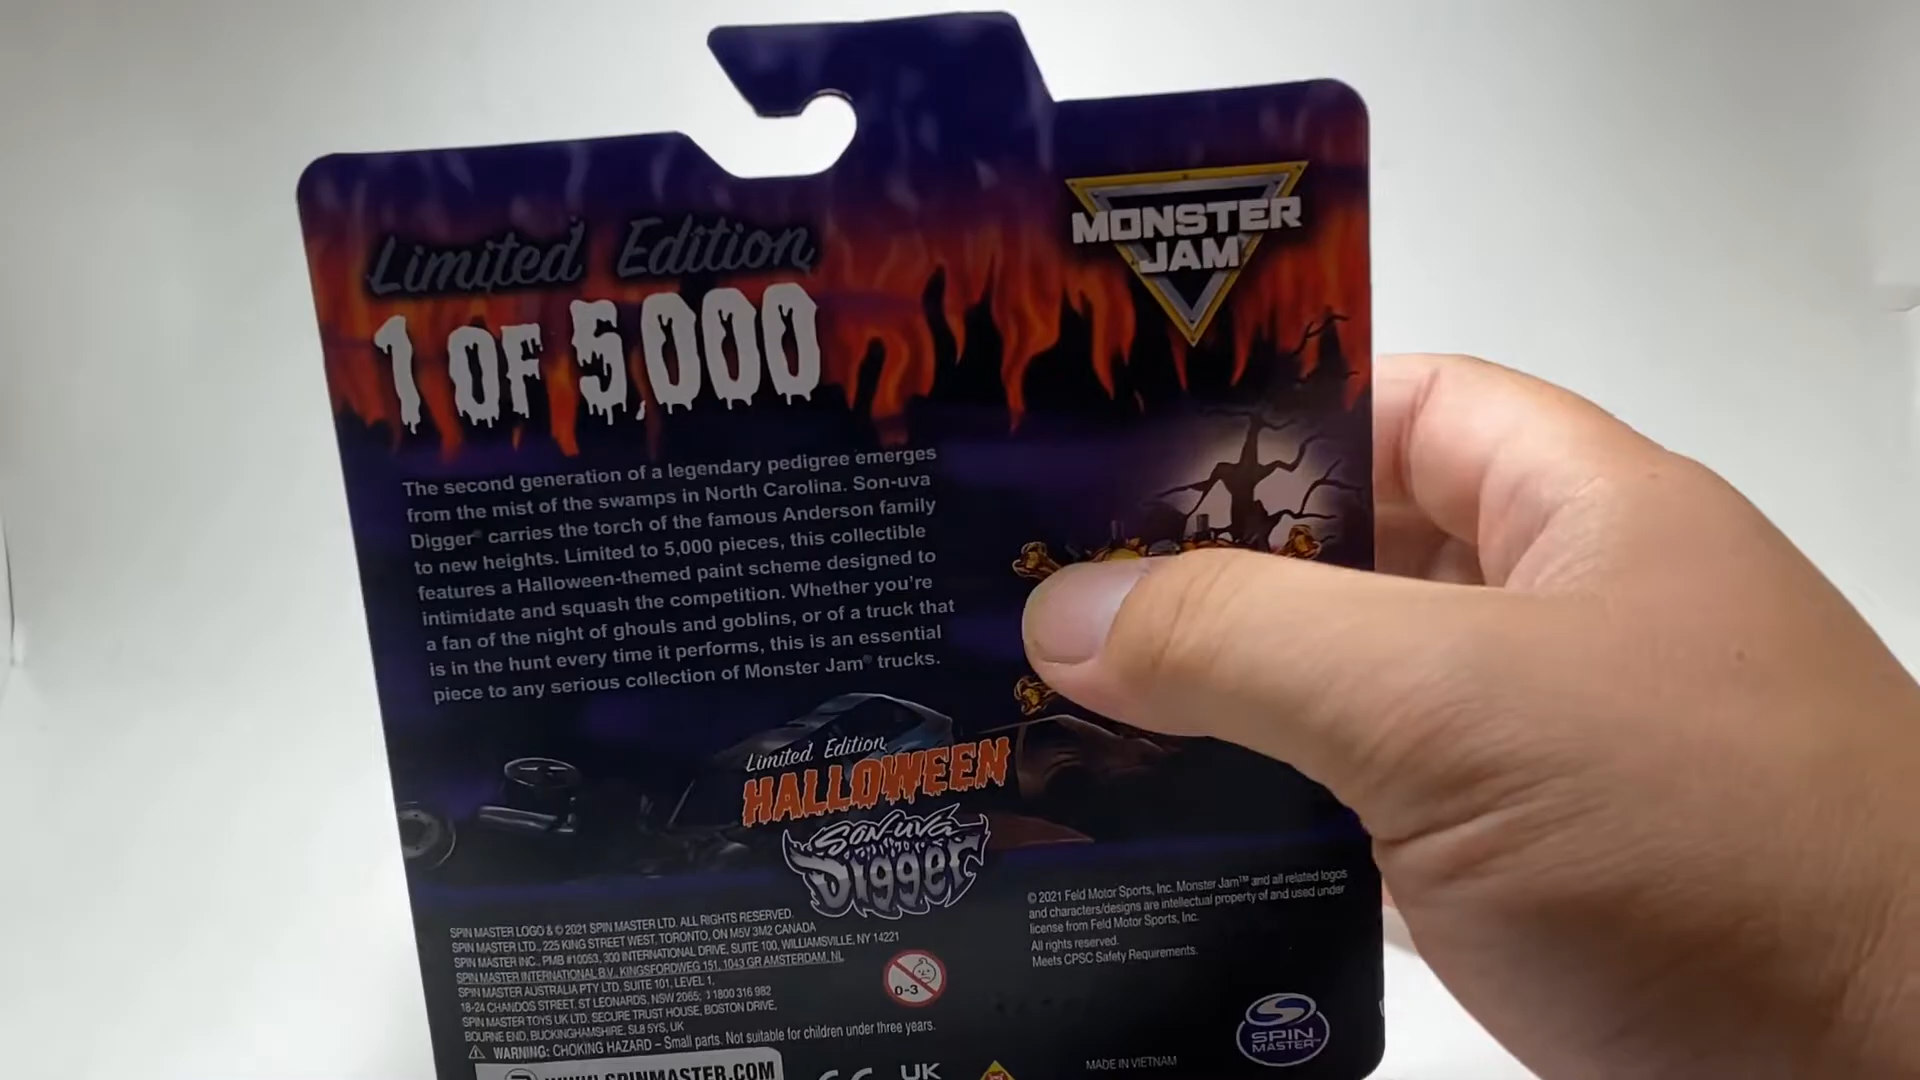 Limited Edition
1 OF 5,000
MONSTER
JAM
The second generation of a legendary pedigree emerges
from the mist of the swamps in North Carolina. Son-uva
Digger® carries the torch of the famous Anderson family
to new heights. Limited to 5,000 pieces, this collectible
features a Halloween-themed paint scheme designed to
intimidate and squash the competition. Whether you're
a fan of the night of ghouls and goblins, or of a truck that
is in the hunt every time it performs, this is an essential
piece to any serious collection of Monster Jam® trucks.
Limited Edition
HALLOWEEN
SON-UVA
Digger
SPIN MASTER LOGO & © 2021 SPIN MASTER LTD. ALL RIGHTS RESERVED.
SPIN MASTER LTD., 225 KING STREET WEST, TORONTO, ON M5V 3M2 CANADA
SPIN MASTER INC., PMB #10053, 300 INTERNATIONAL DRIVE, SUITE 100, WILLIAMSVILLE, NY 14221
SPIN MASTER INTERNATIONAL B.V., KINGSFORDWEG 151, 1043 GR AMSTERDAM, NL
SPIN MASTER AUSTRALIA PTY LTD, SUITE 101, LEVEL 1,
18-24 CHANDOS STREET, ST LEONARDS, NSW 2065; 1800 316 982
SPIN MASTER TOYS UK LTD. SECURE TRUST HOUSE, BOSTON DRIVE,
BOURNE END, BUCKINGHAMSHIRE, SL8 5YS, UK
WARNING: CHOKING HAZARD – Small parts. Not suitable for children under three years.
WWW.SPINMASTER.COM
0-3
CE
UK
© 2021 Feld Motor Sports, Inc. Monster Jam™ and all related logos
and characters/designs are intellectual property of and used under
license from Feld Motor Sports, Inc.
All rights reserved.
Meets CPSC Safety Requirements.
MADE IN VIETNAM
SPIN
MASTER™